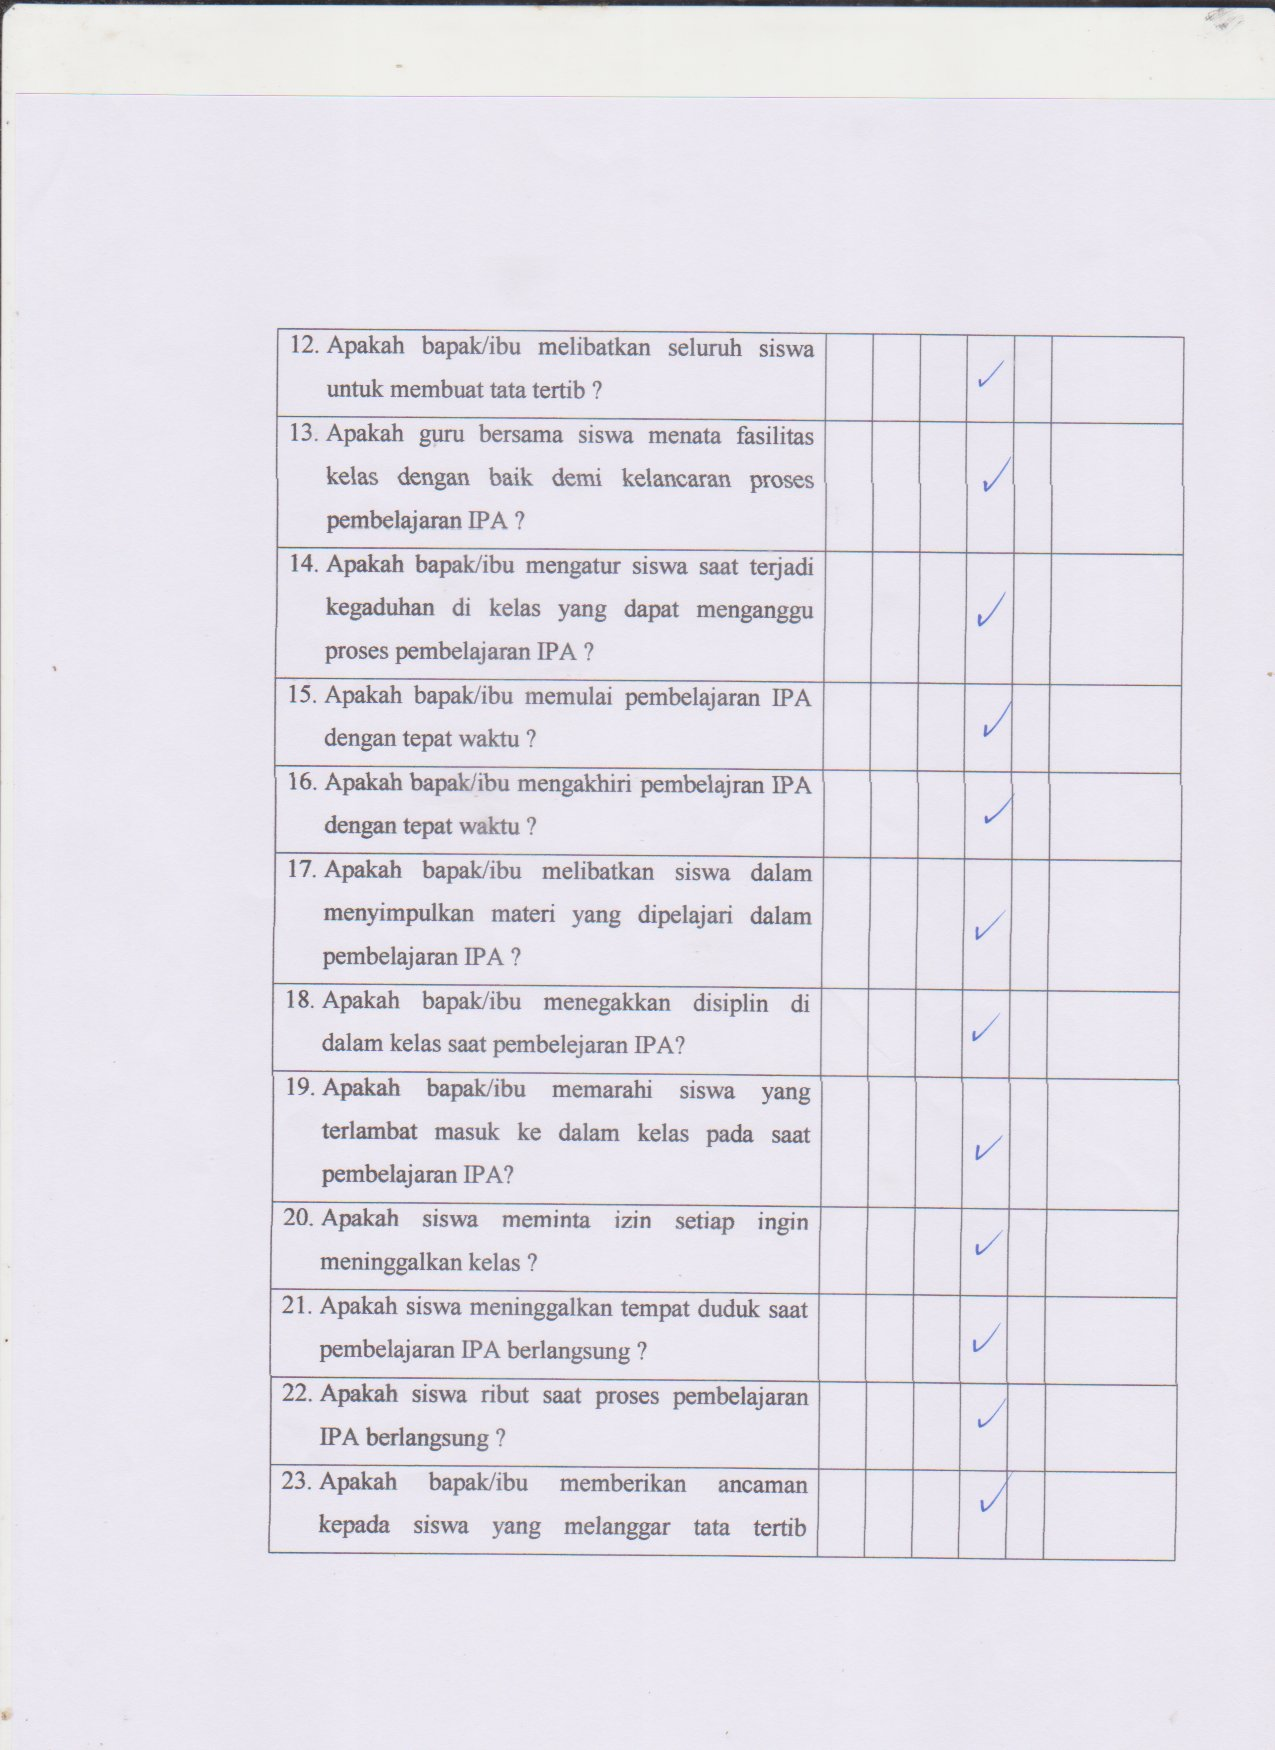 12. Apakah bapak/ibu melibatkan seluruh siswa
untuk membuat tata tertib ?
13. Apakah guru bersama siswa menata fasilitas
kelas dengan baik demi kelancaran proses
pembelajaran IPA ?
14. Apakah bapak/ibu mengatur siswa saat terjadi
kegaduhan di kelas yang dapat menganggu
proses pembelajaran IPA ?
15. Apakah bapak/ibu memulai pembelajaran IPA
dengan tepat waktu ?
16. Apakah bapak/ibu mengakhiri pembelajran IPA
dengan tepat waktu ?
17. Apakah bapak/ibu melibatkan siswa dalam
menyimpulkan materi yang dipelajari dalam
pembelajaran IPA ?
18. Apakah bapak/ibu menegakkan disiplin di
dalam kelas saat pembelejaran IPA?
19. Apakah bapak/ibu memarahi siswa yang
terlambat masuk ke dalam kelas pada saat
pembelajaran IPA?
20. Apakah siswa meminta izin setiap ingin
meninggalkan kelas ?
21. Apakah siswa meninggalkan tempat duduk saat
pembelajaran IPA berlangsung ?
22. Apakah siswa ribut saat proses pembelajaran
IPA berlangsung ?
23. Apakah bapak/ibu memberikan ancaman
kepada siswa yang melanggar tata tertib